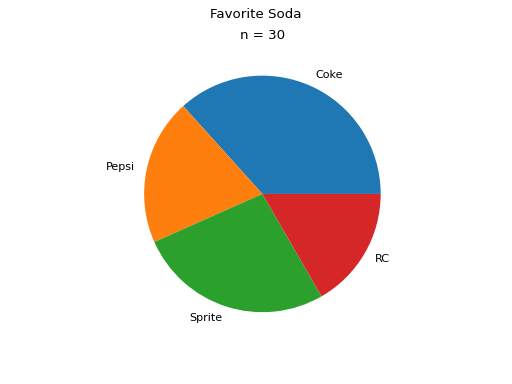 Favorite Soda
n = 30
Coke
Pepsi
RC
Sprite